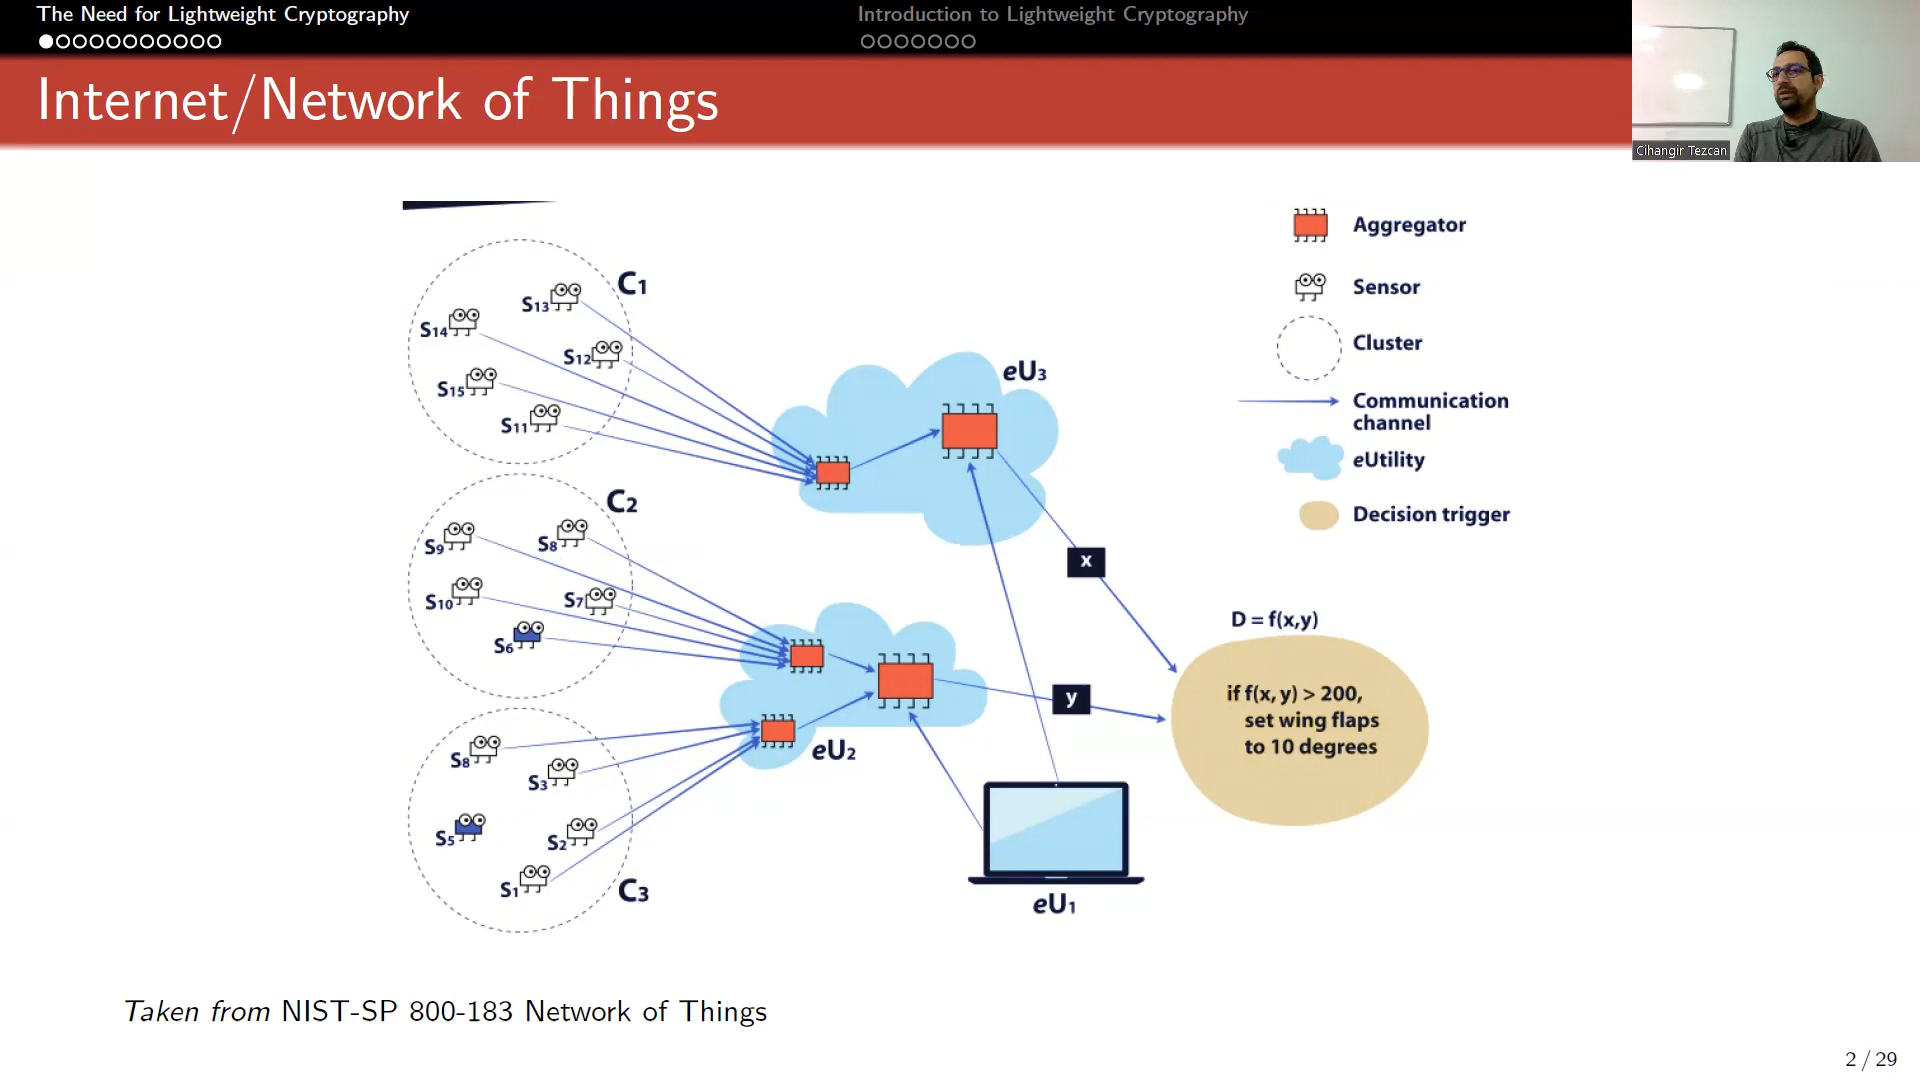 The Need for Lightweight Cryptography
Introduction to Lightweight Cryptography
Internet/Network of Things
Cihangir Tezcan
Aggregator
Sensor
Cluster
Communication
channel
eUtility
Decision trigger
C1
S13
S14
S12
S15
S11
eU3
C2
S9
S8
S10
S7
S6
x
D = f(x,y)
if f(x, y) > 200,
set wing flaps
to 10 degrees
y
eU2
S8
S3
S5
S2
S1
C3
eU1
Taken from NIST-SP 800-183 Network of Things
2 / 29